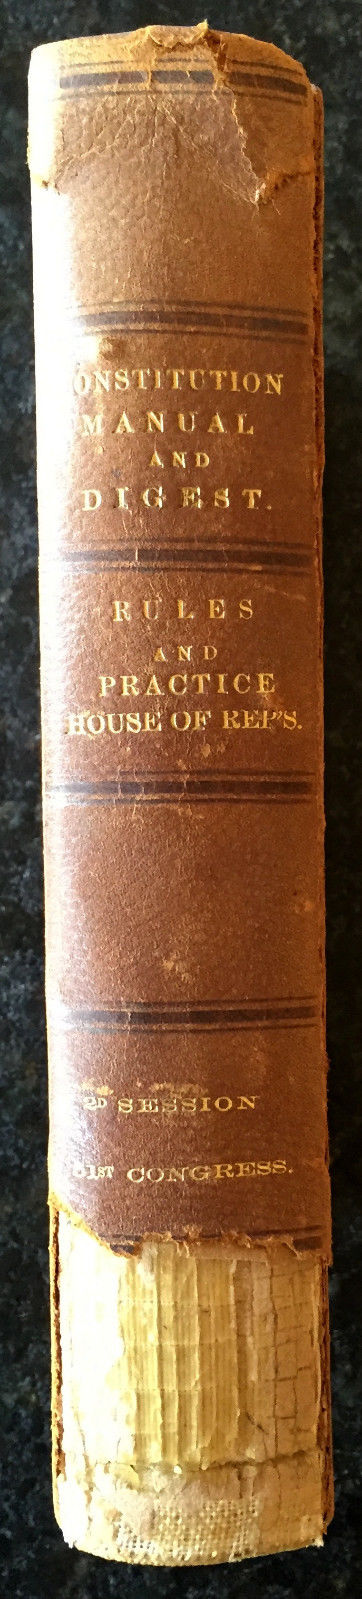 ONSTITUTION
MANUAL
AND
DIGEST.
RULES
AND
PRACTICE
HOUSE OF REP'S.
2D SESSION
51ST CONGRESS.